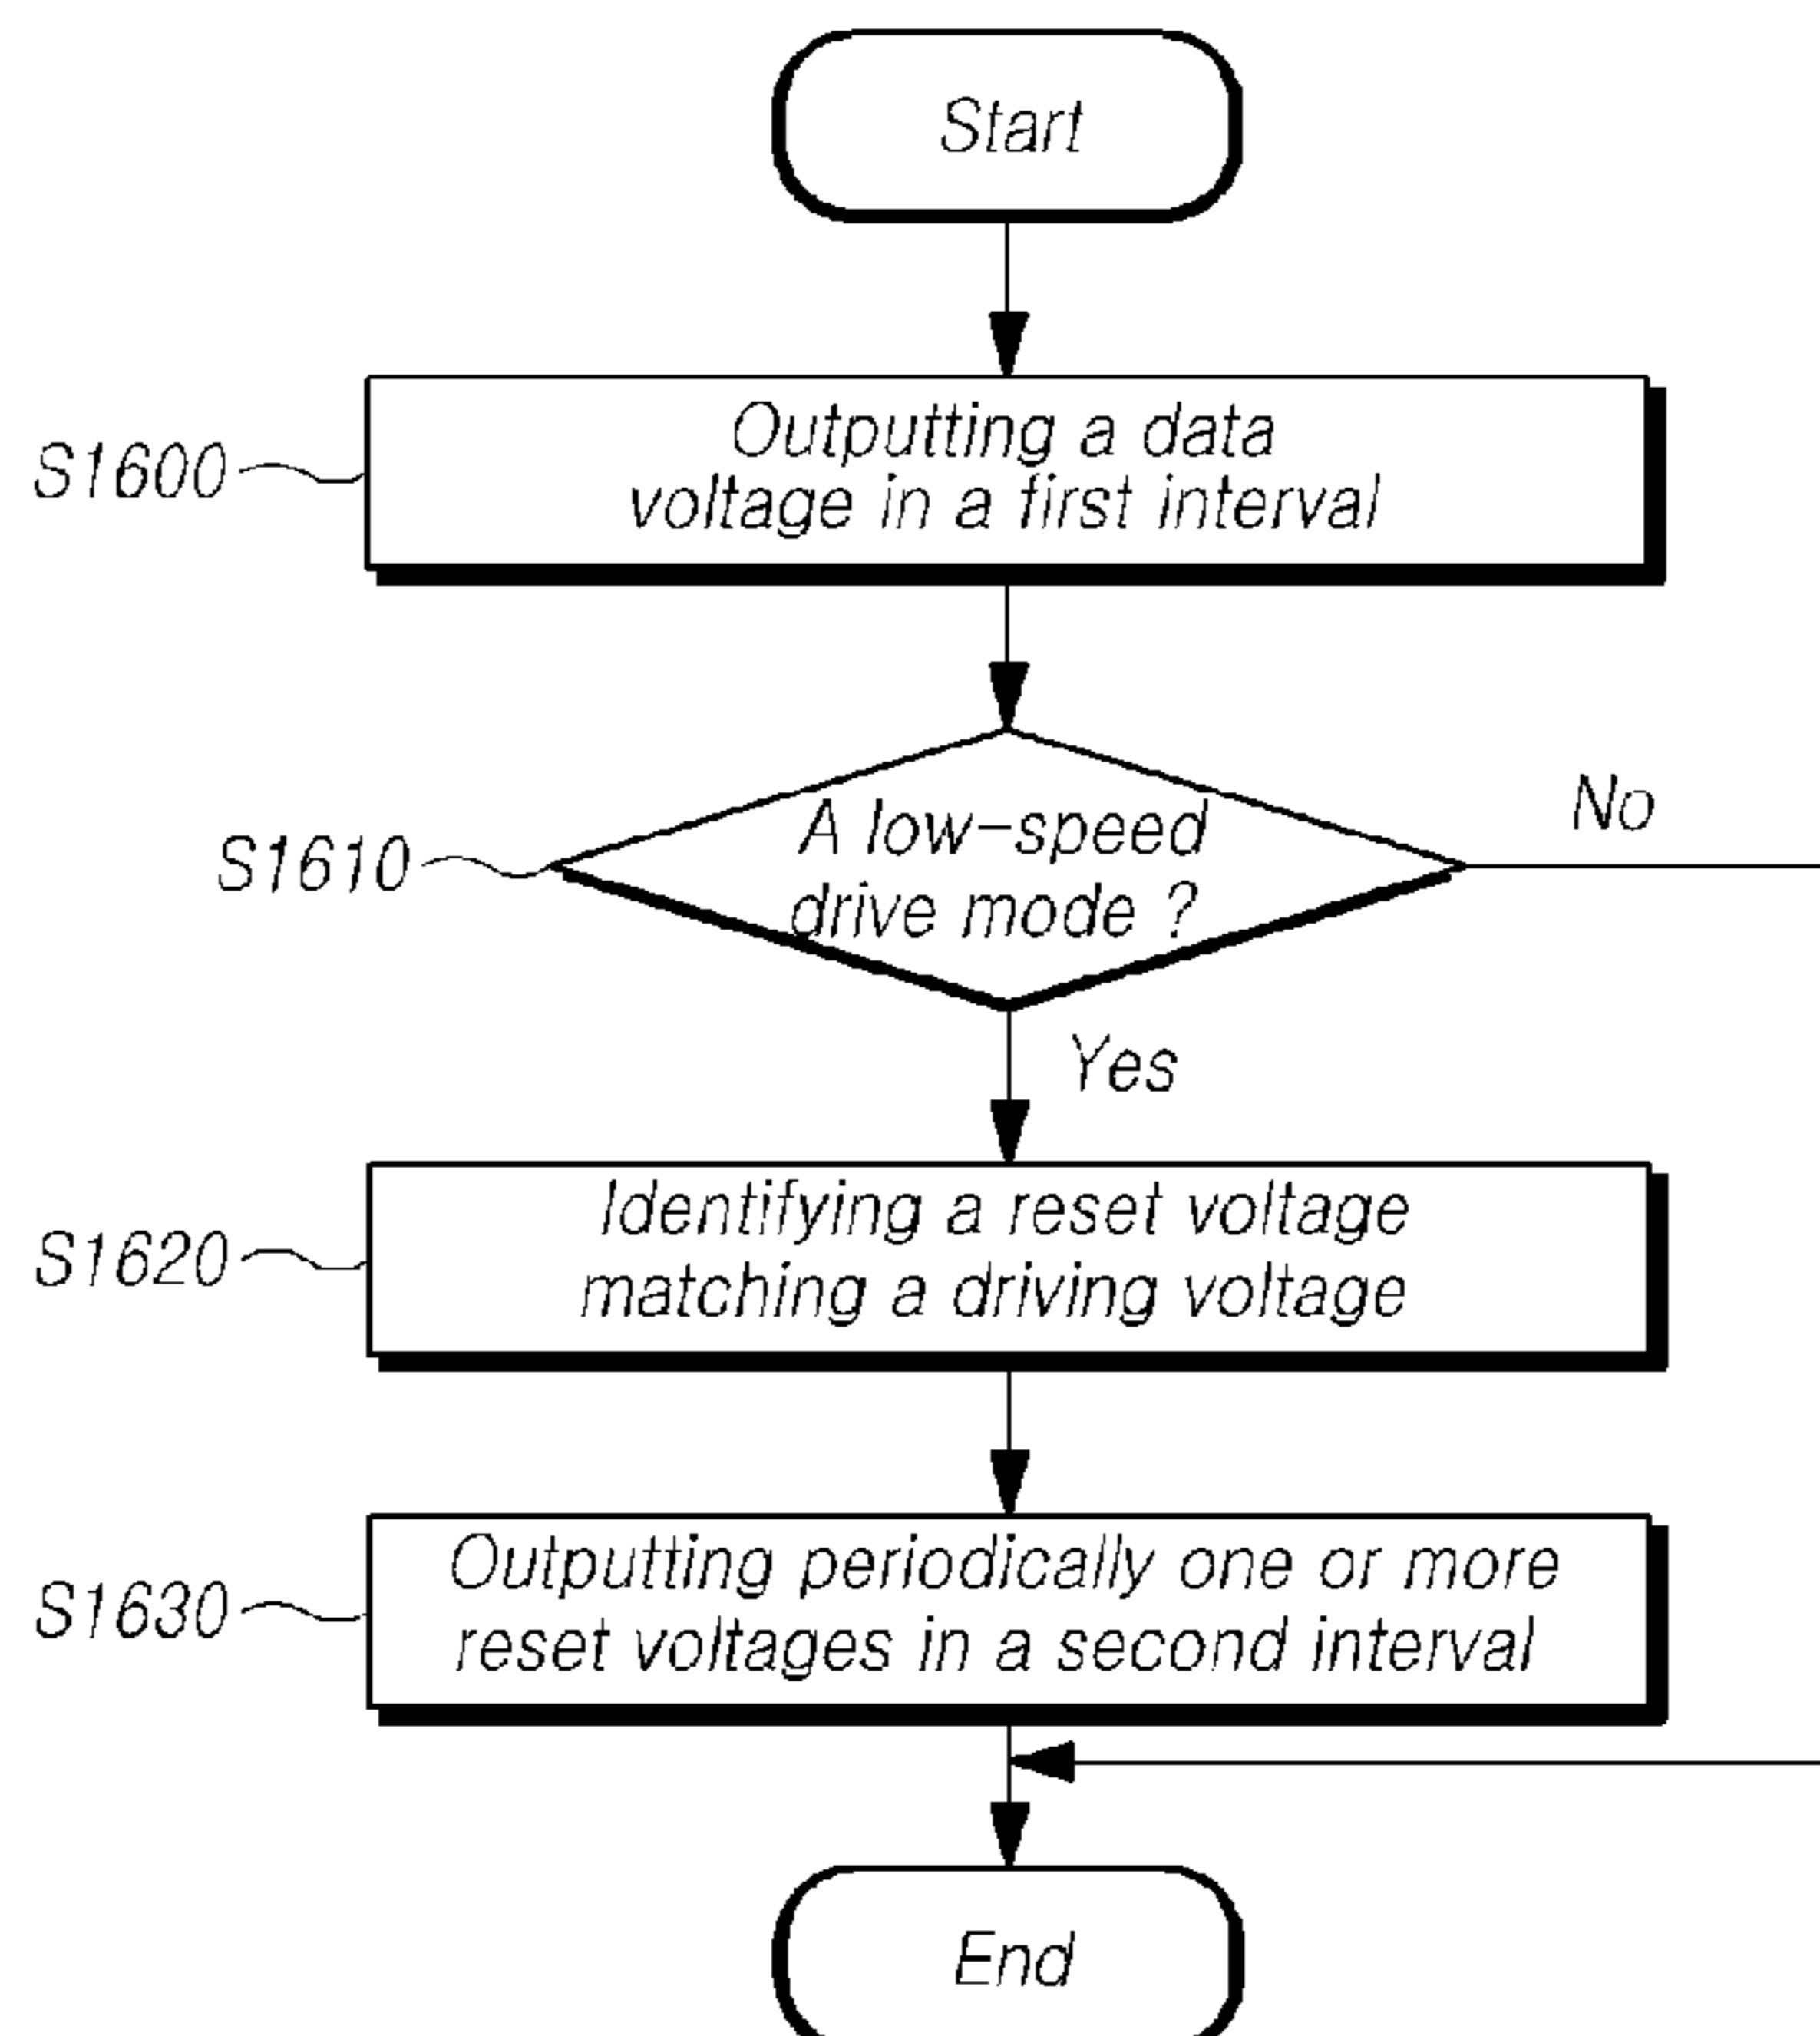 Start
S1600
Outputting a data
voltage in a first interval
S1610
A low-speed
drive mode ?
No
Yes
S1620
Identifying a reset voltage
matching a driving voltage
S1630
Outputting periodically one or more
reset voltages in a second interval
End